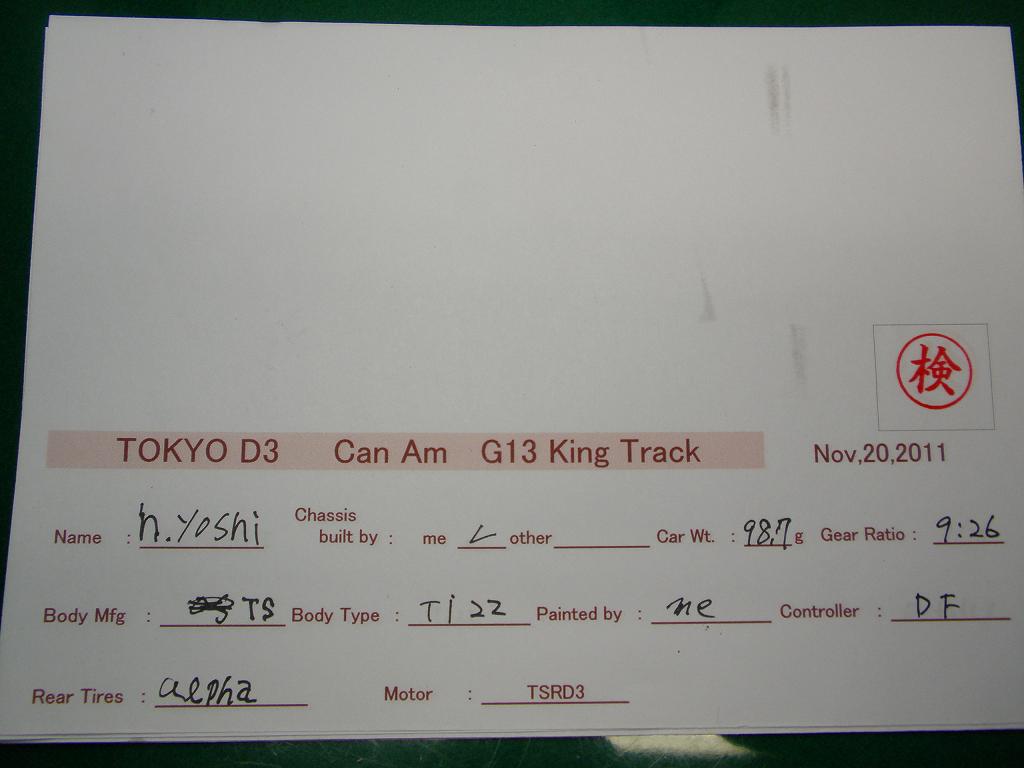 検
TOKYO D3 Can Am G13 King Track Nov,20,2011
Chassis
Name : h.Yoshi built by : me ✓ other Car Wt. : 98.7 g Gear Ratio : 9:26
Body Mfg : TS Body Type : Ti 22 Painted by : me Controller : DF
Rear Tires : alpha Motor : TSRD3